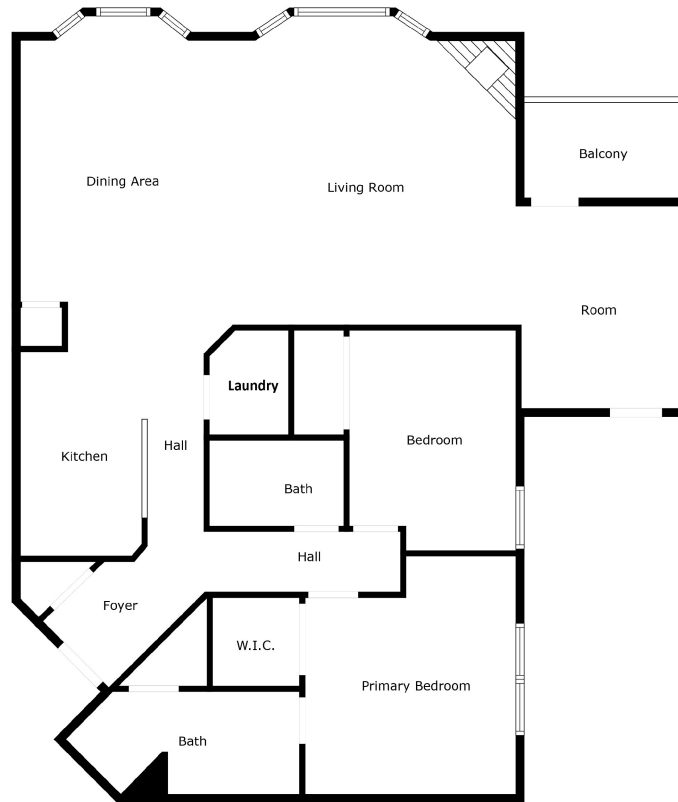 Balcony
Dining Area
Living Room
Room
Laundry
Bedroom
Hall
Kitchen
Bath
Hall
Foyer
W.I.C.
Primary Bedroom
Bath